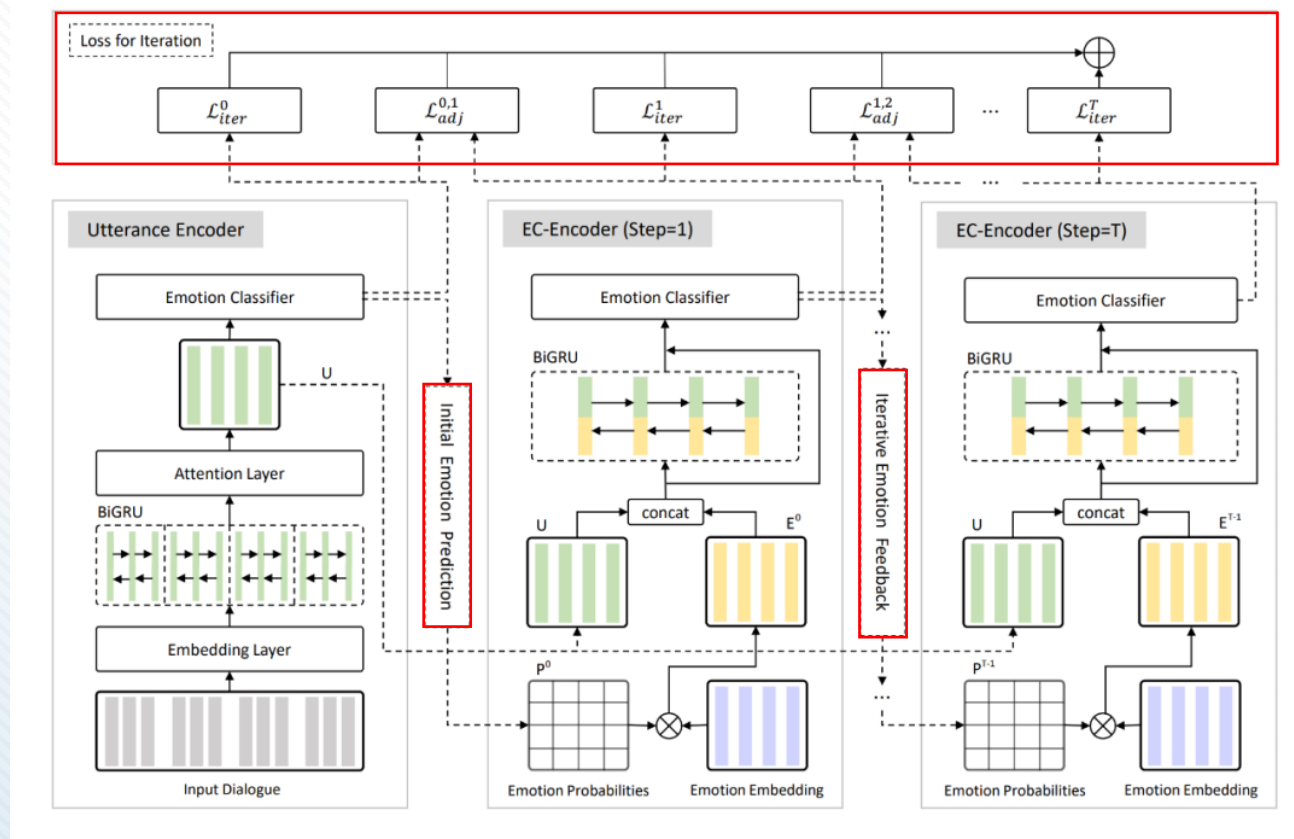 Loss for Iteration
ℒ⁰ᵢₜₑᵣ
ℒ⁰,¹ₐdⱼ
ℒ¹ᵢₜₑᵣ
ℒ¹,²ₐdⱼ
...
ℒᵀᵢₜₑᵣ
...
Utterance Encoder
Emotion Classifier
U
Attention Layer
BiGRU
Embedding Layer
Input Dialogue
Initial Emotion Prediction
EC-Encoder (Step=1)
Emotion Classifier
BiGRU
concat
U
E⁰
P⁰
Emotion Probabilities
Emotion Embedding
...
Iterative Emotion Feedback
...
EC-Encoder (Step=T)
Emotion Classifier
BiGRU
concat
U
Eᵀ⁻¹
Pᵀ⁻¹
Emotion Probabilities
Emotion Embedding